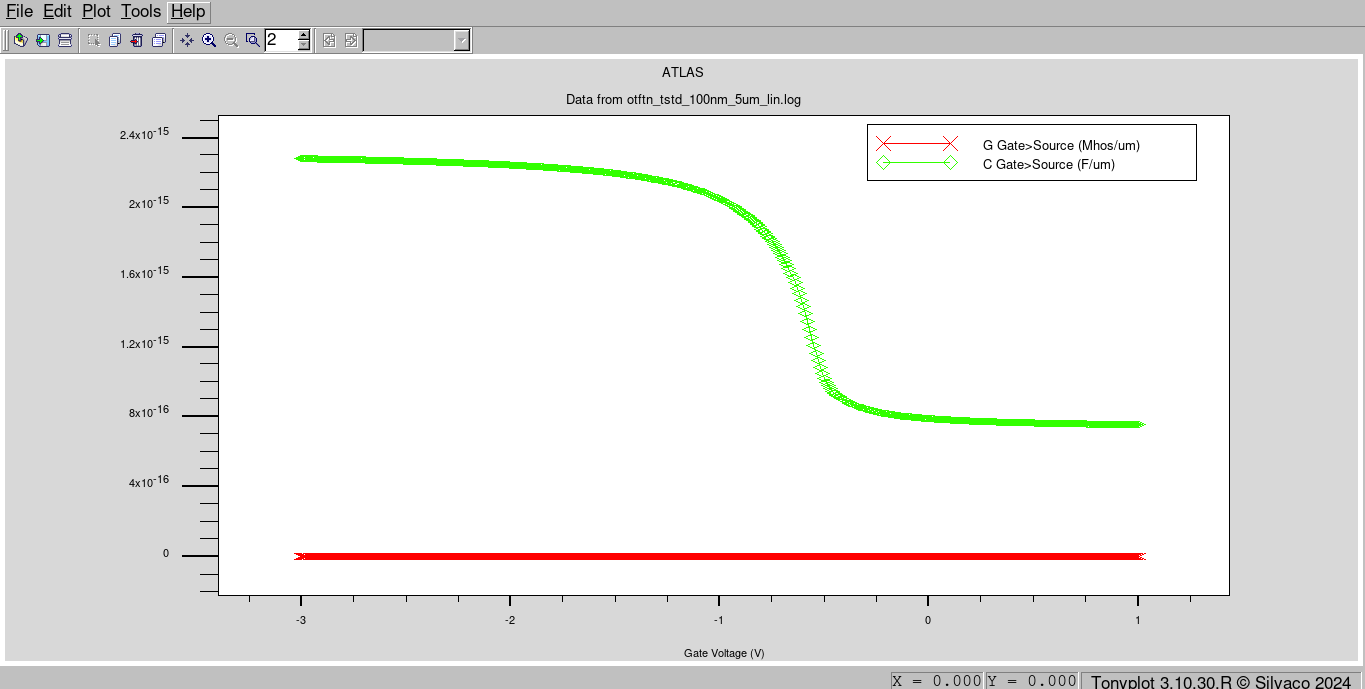 File Edit Plot Tools Help
2
ATLAS
Data from otftn_tstd_100nm_5um_lin.log
G Gate>Source (Mhos/um)
C Gate>Source (F/um)
2.4x10-15
2x10-15
1.6x10-15
1.2x10-15
8x10-16
4x10-16
0
-3 -2 -1 0 1
Gate Voltage (V)
X = 0.000 Y = 0.000 Tonyplot 3.10.30.R © Silvaco 2024